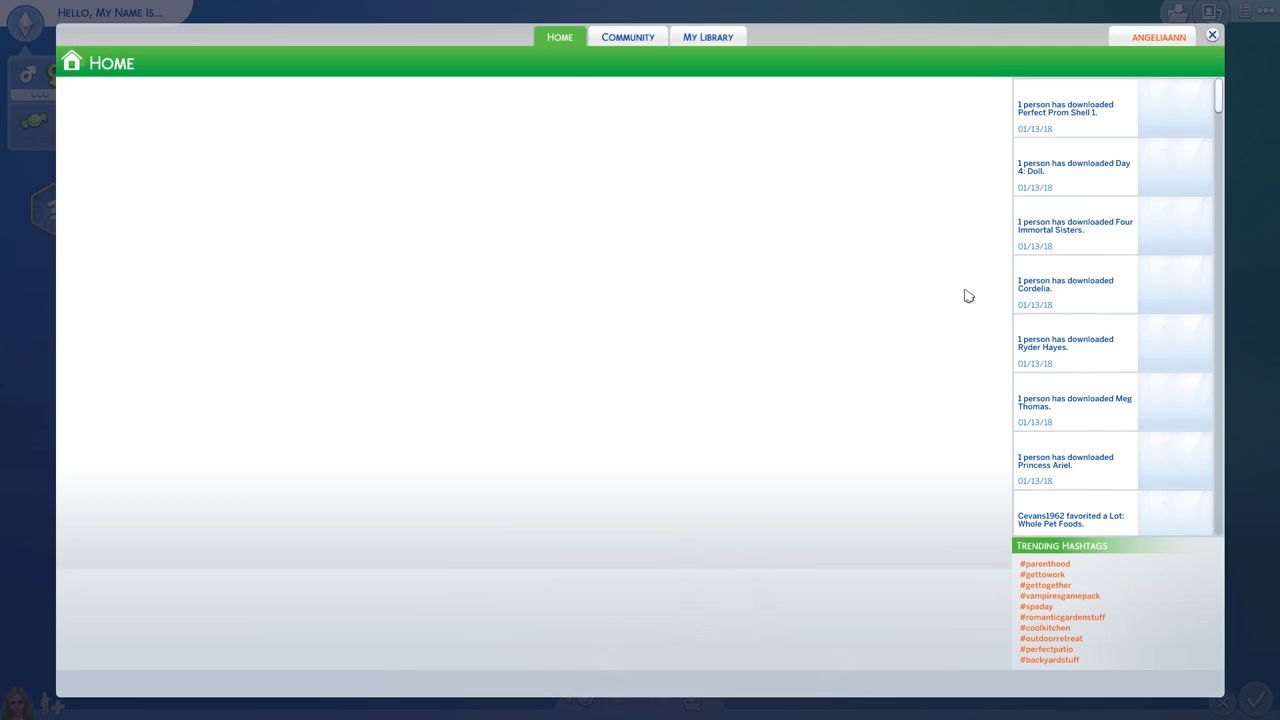 Hello, My Name Is...
Home
Community
My Library
ANGELIAANN
Home
1 person has downloaded
Perfect Prom Shell 1.
01/13/18
1 person has downloaded Day
4: Doll.
01/13/18
1 person has downloaded Four
Immortal Sisters.
01/13/18
1 person has downloaded
Cordelia.
01/13/18
1 person has downloaded
Ryder Hayes.
01/13/18
1 person has downloaded Meg
Thomas.
01/13/18
1 person has downloaded
Princess Ariel.
01/13/18
Cevans1962 favorited a Lot:
Whole Pet Foods.
Trending Hashtags
#parenthood
#gettowork
#gettogether
#vampiresgamepack
#spaday
#romanticgardenstuff
#coolkitchen
#outdoorretreat
#perfectpatio
#backyardstuff